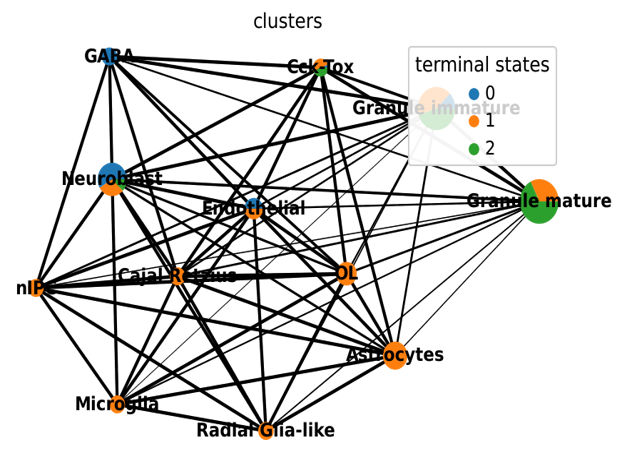 clusters
GABA
Cck-Tox
terminal states
0
Granule immature
1
2
Neuroblast
Granule mature
Endothelial
Cajal Retzius
OL
nIPC
Astrocytes
Microglia
Radial Glia-like